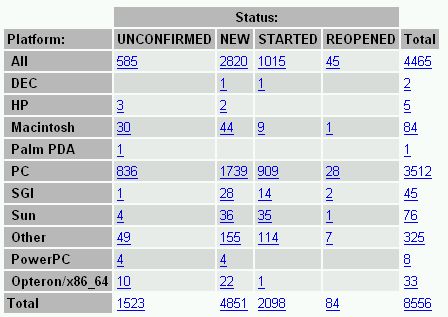 Status:
Platform: UNCONFIRMED NEW STARTED REOPENED Total
All 585 2820 1015 45 4465
DEC 1 1 2
HP 3 2 5
Macintosh 30 44 9 1 84
Palm PDA 1 1
PC 836 1739 909 28 3512
SGI 1 28 14 2 45
Sun 4 36 35 1 76
Other 49 155 114 7 325
PowerPC 4 4 8
Opteron/x86_64 10 22 1 33
Total 1523 4851 2098 84 8556